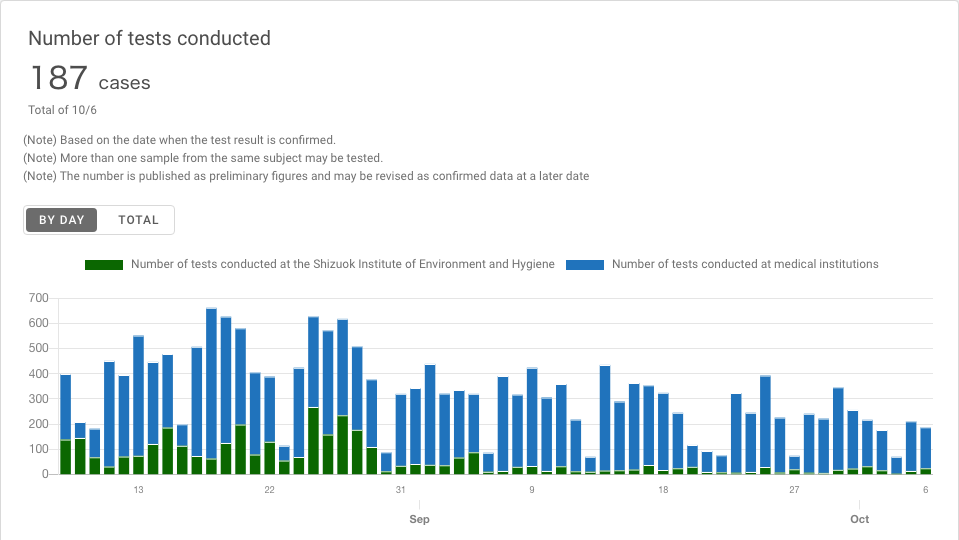 Number of tests conducted
187 cases
Total of 10/6
(Note) Based on the date when the test result is confirmed.
(Note) More than one sample from the same subject may be tested.
(Note) The number is published as preliminary figures and may be revised as confirmed data at a later date
BY DAY TOTAL
Number of tests conducted at the Shizuok Institute of Environment and Hygiene Number of tests conducted at medical institutions
700
600
500
400
300
200
100
0
13 22 31 9 18 27 6
Sep Oct